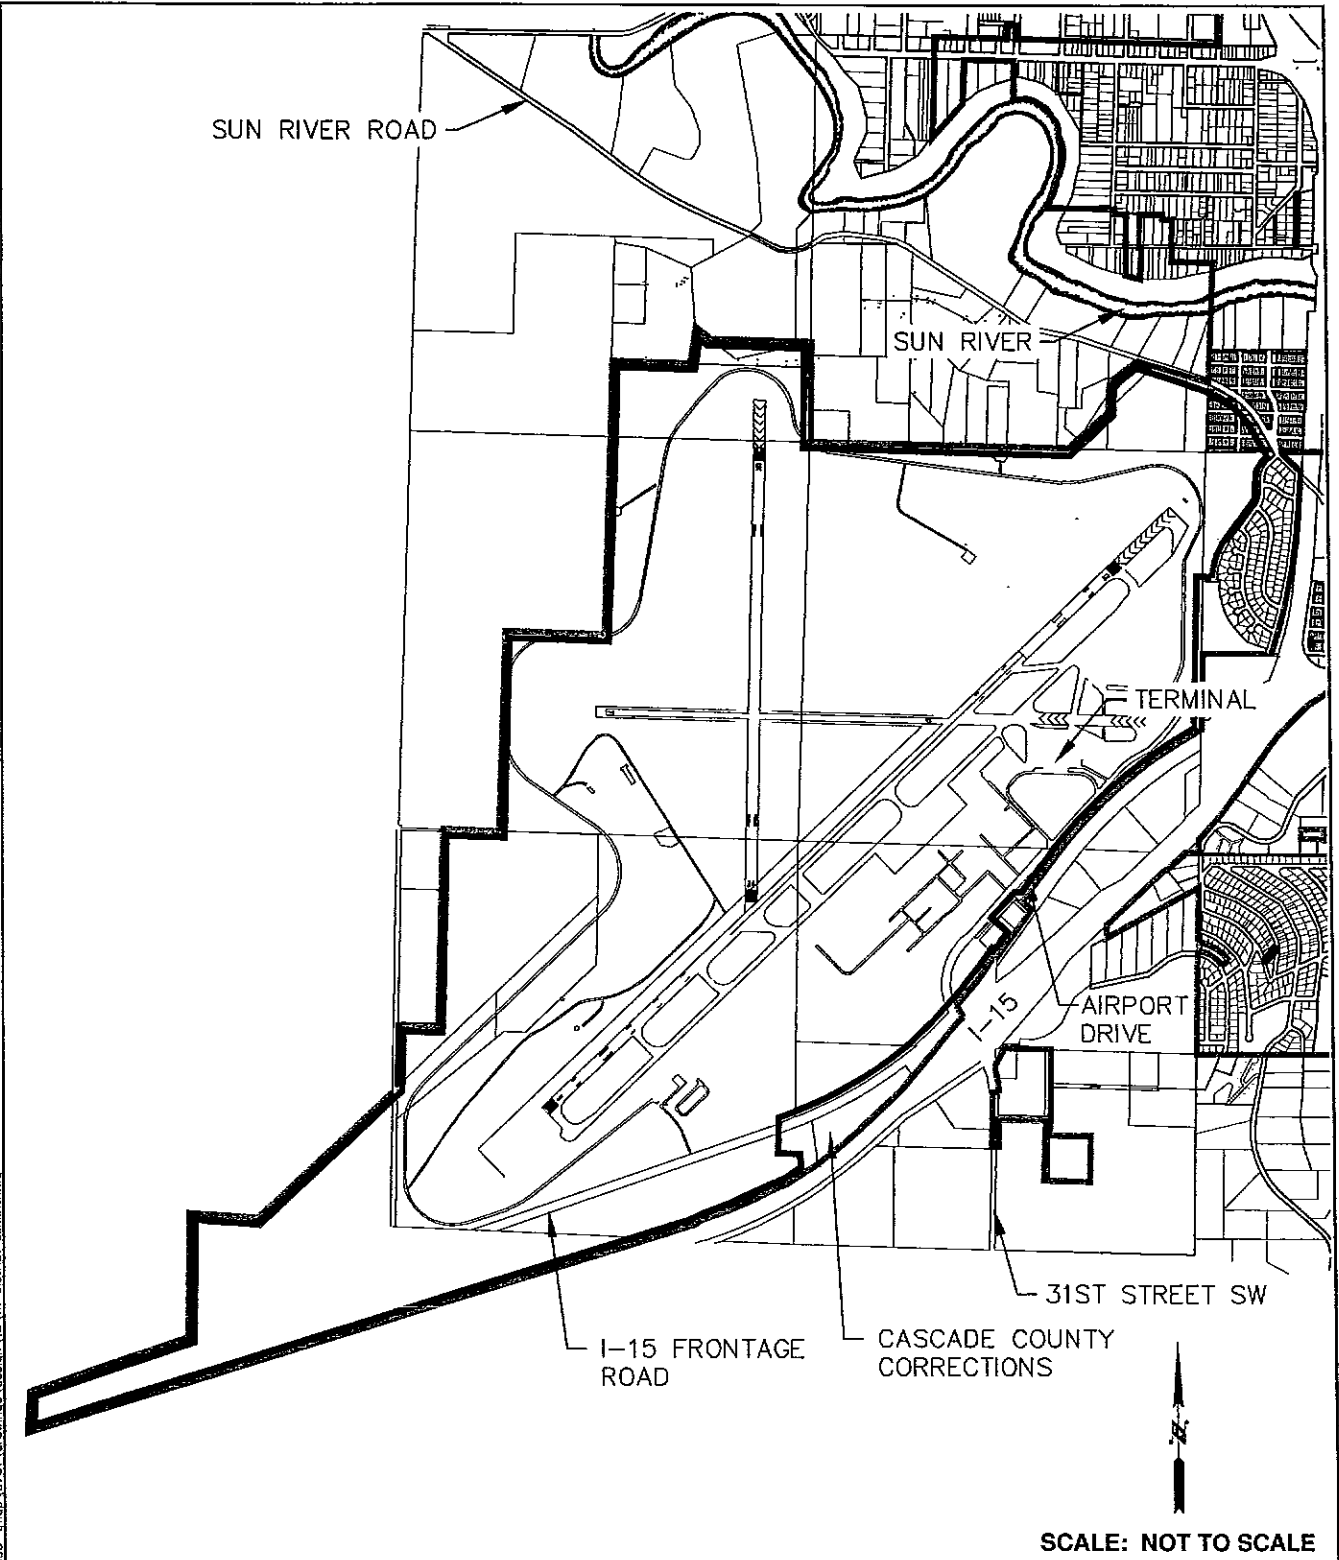 SUN RIVER ROAD
SUN RIVER
TERMINAL
I-15
AIRPORT
DRIVE
31ST STREET SW
I-15 FRONTAGE
ROAD
CASCADE COUNTY
CORRECTIONS
SCALE: NOT TO SCALE